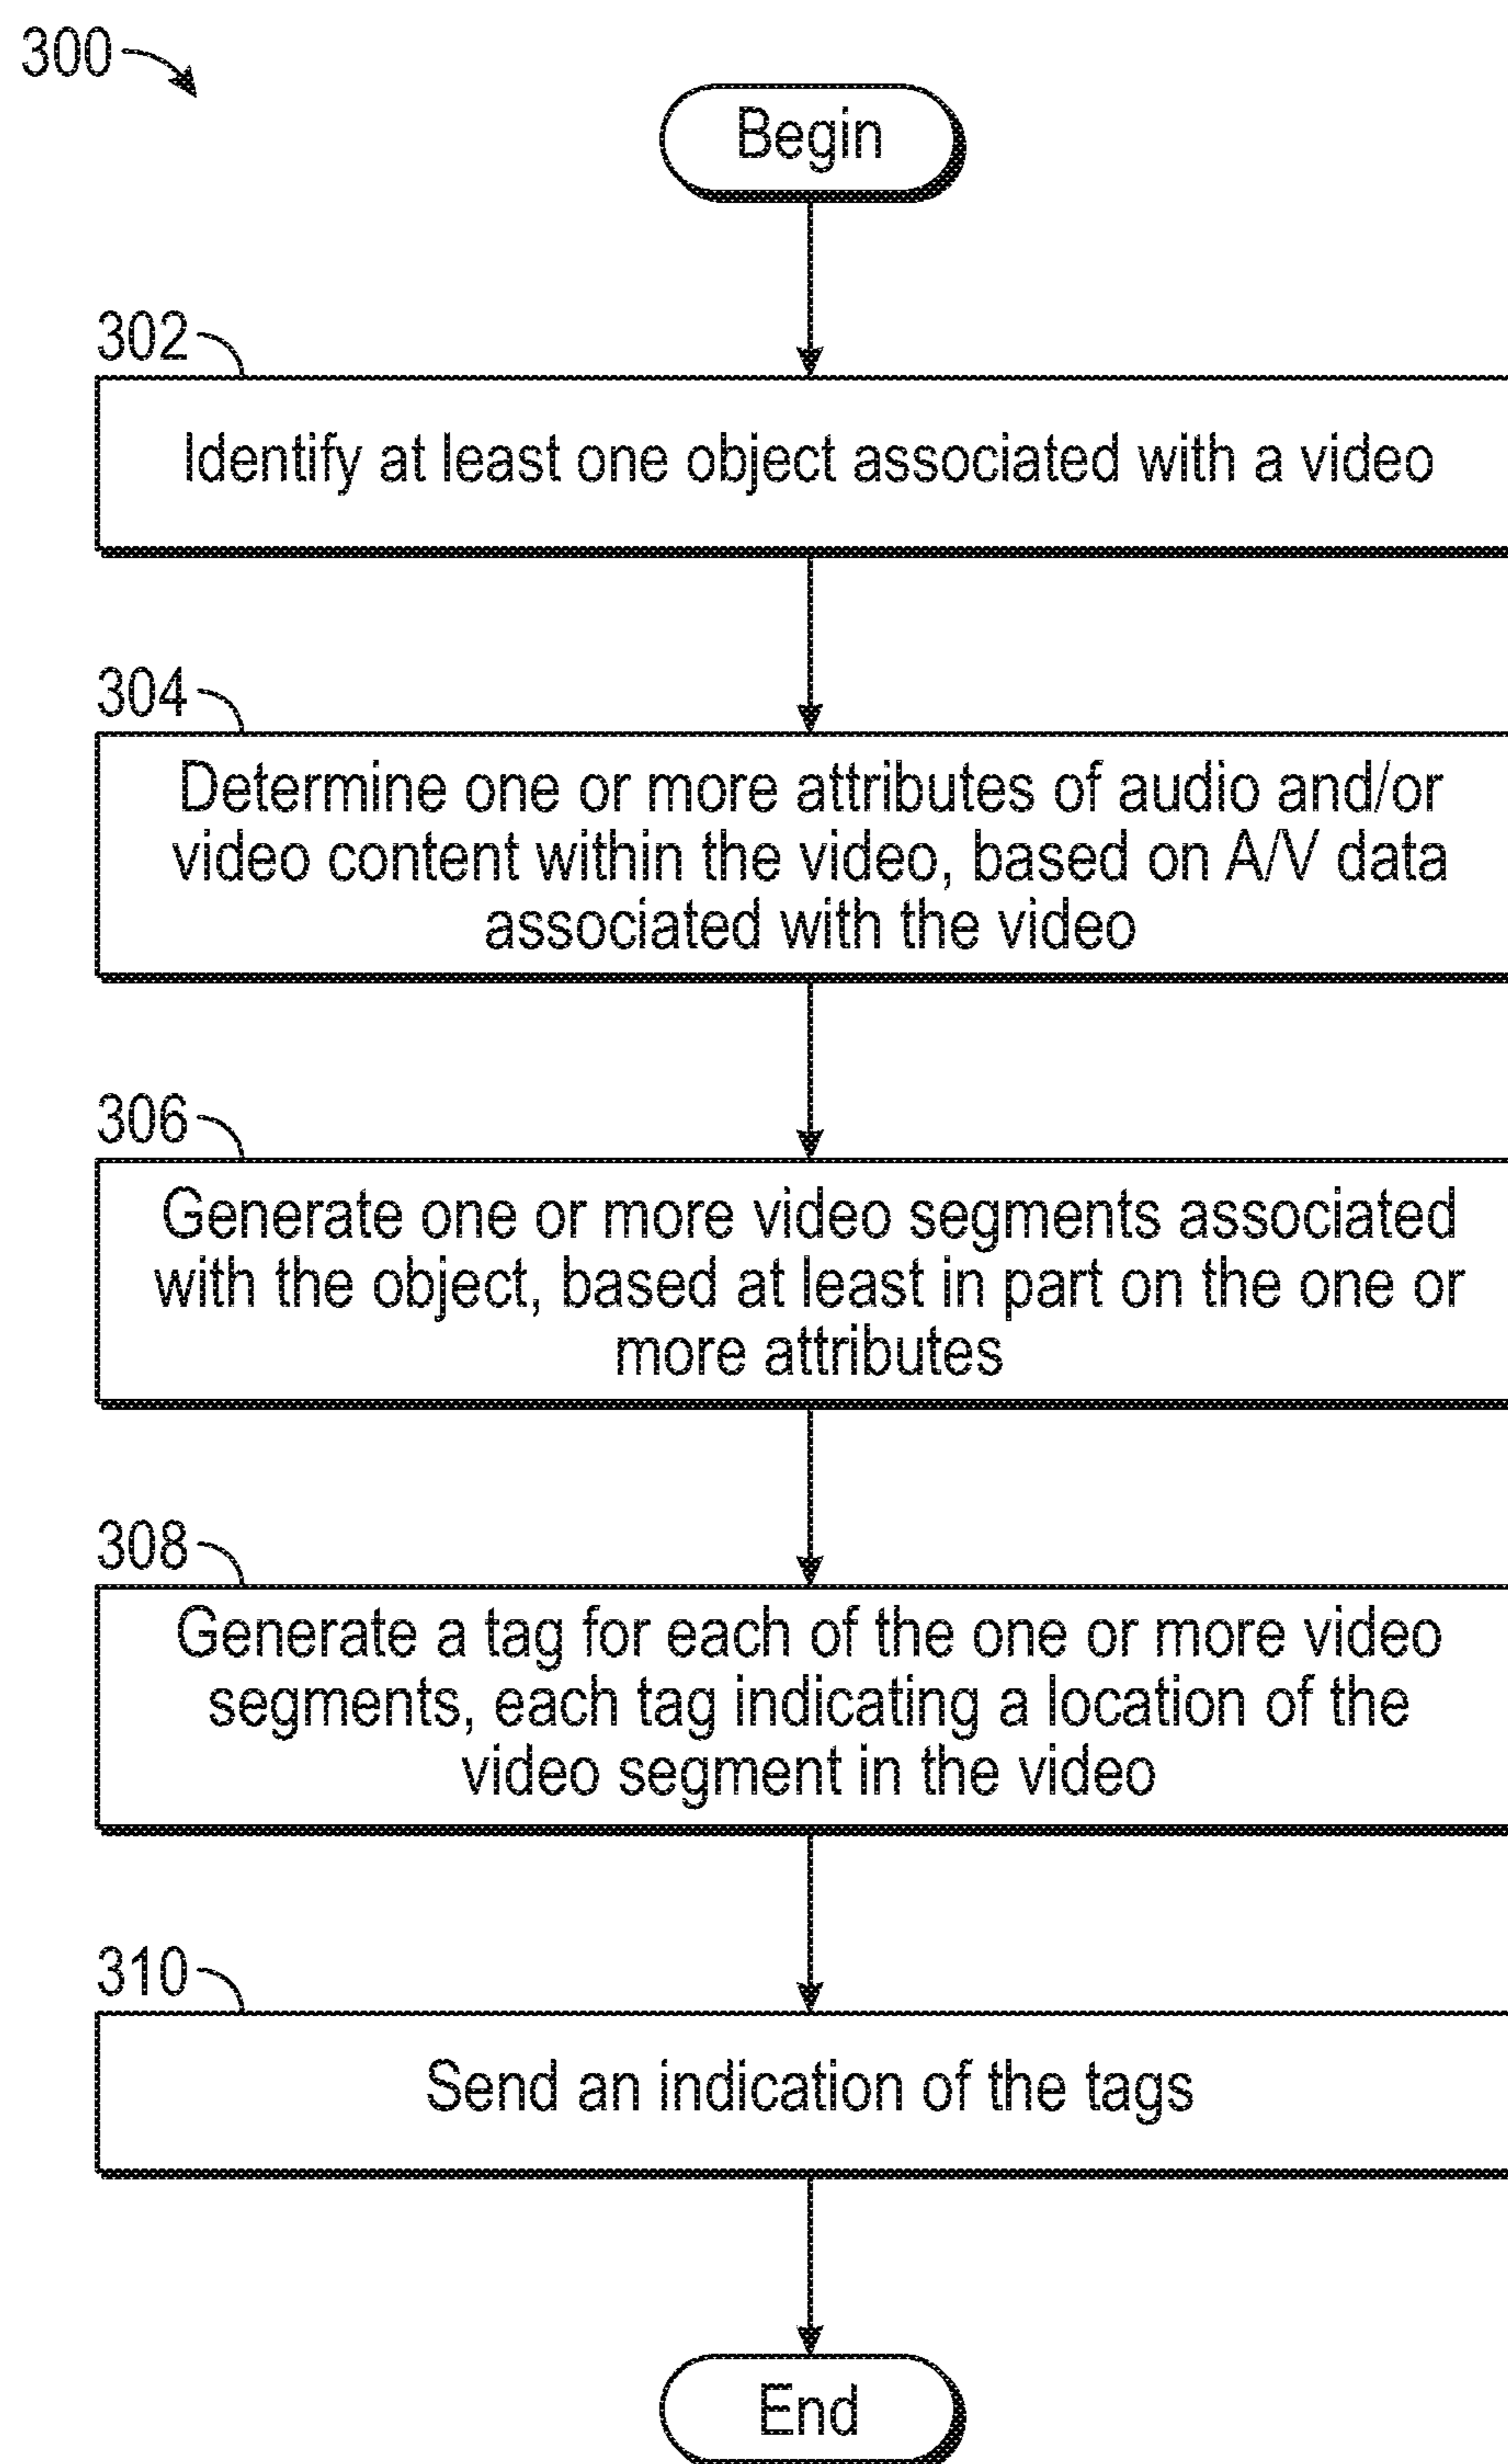 300
Begin
302
Identify at least one object associated with a video
304
Determine one or more attributes of audio and/or
video content within the video, based on A/V data
associated with the video
306
Generate one or more video segments associated
with the object, based at least in part on the one or
more attributes
308
Generate a tag for each of the one or more video
segments, each tag indicating a location of the
video segment in the video
310
Send an indication of the tags
End